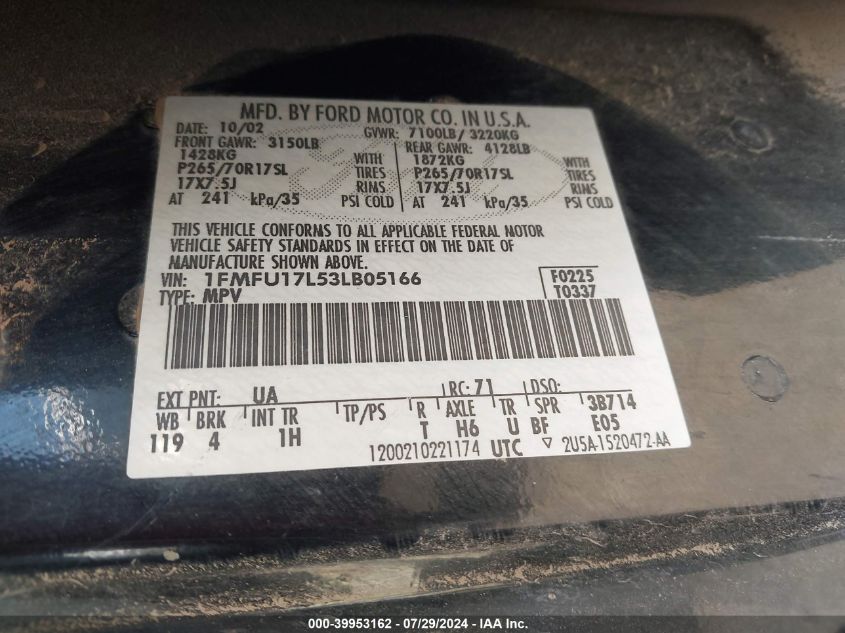 MFD. BY FORD MOTOR CO. IN U.S.A.
DATE: 10/02 GVWR: 7100LB/ 3220KG
FRONT GAWR: 3150LB REAR GAWR: 4128LB
1428KG WITH 1872KG WITH
P265/70R17SL TIRES P265/70R17SL TIRES
17X7.5J RIMS 17X7.5J RIMS
AT 241 kPa/35 PSI COLD AT 241 kPa/35 PSI COLD
THIS VEHICLE CONFORMS TO ALL APPLICABLE FEDERAL MOTOR
VEHICLE SAFETY STANDARDS IN EFFECT ON THE DATE OF
MANUFACTURE SHOWN ABOVE.
VIN: 1FMFU17L53LB05166 F0225
TYPE: MPV T0337
EXT PNT: UA RC: 71 DSO:
WB BRK INT TR TP/PS R AXLE TR SPR 3B714
119 4 1H T H6 U BF E05
1200210221174 UTC ▽ 2U5A-1520472-AA
000-39953162 / 07/29/2024 - IAA Inc.